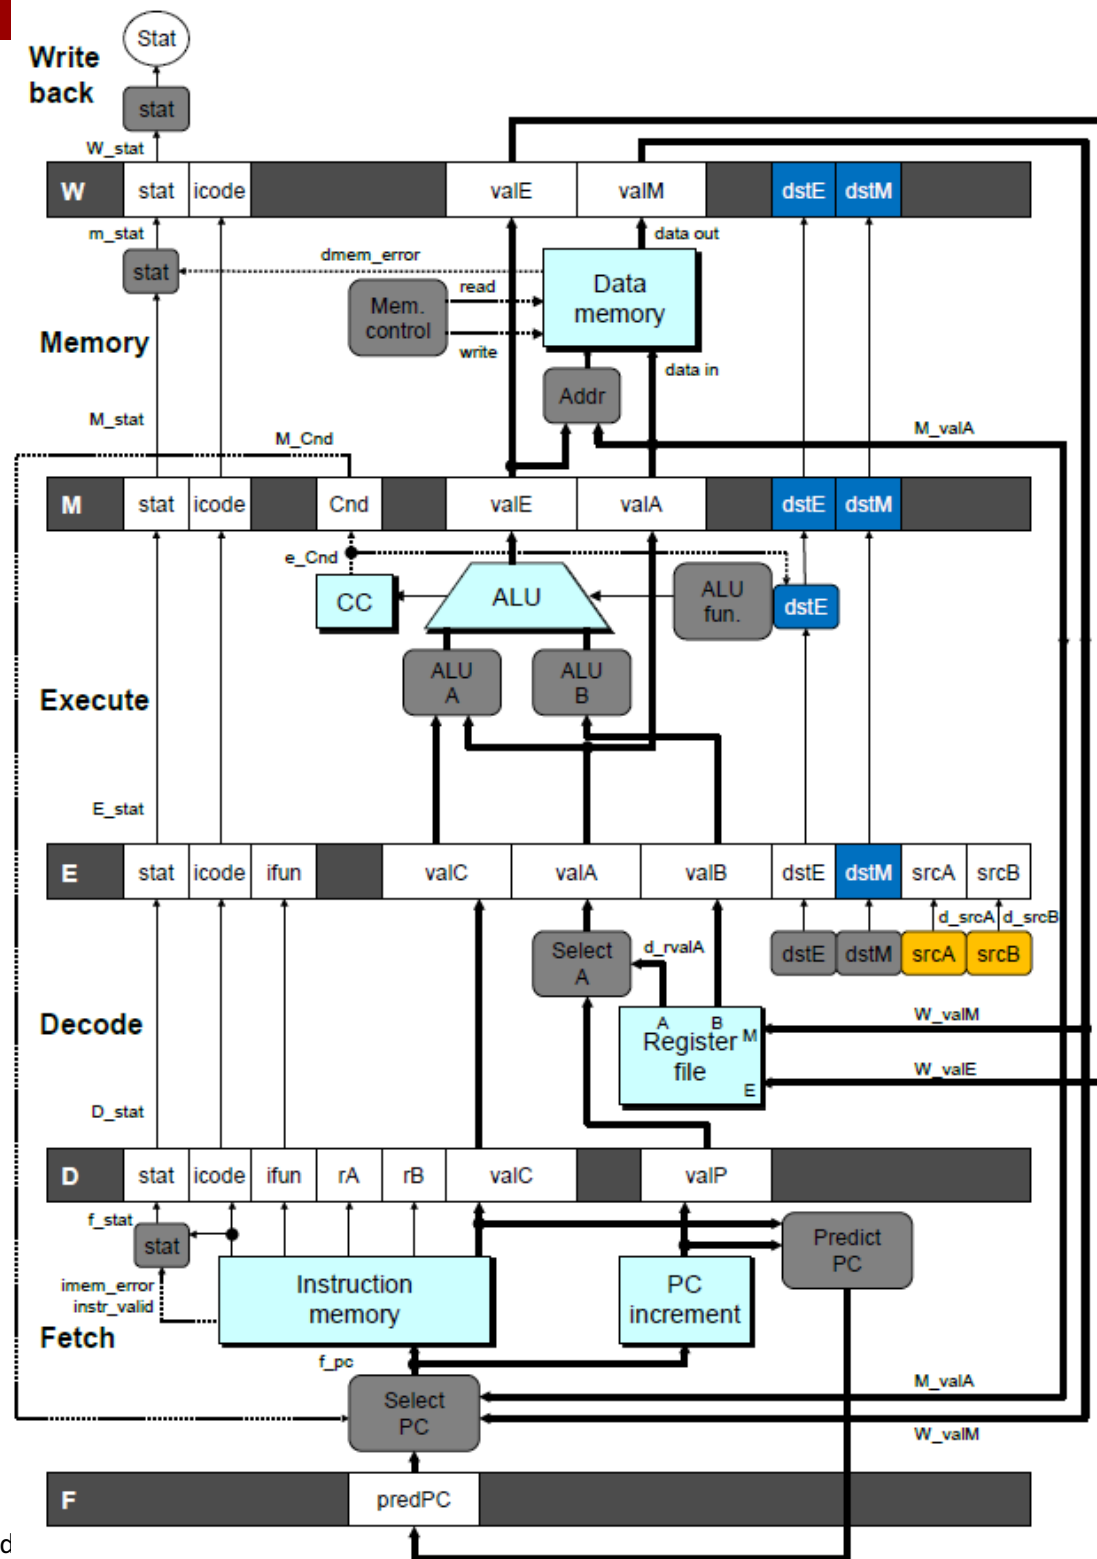 Stat
Write
back
stat
W_stat
W stat icode valE valM dstE dstM
m_stat
data out
stat
dmem_error
Data
memory
read
Mem.
control
write
Memory
data in
Addr
M_stat
M_Cnd
M_valA
M stat icode Cnd valE valA dstE dstM
e_Cnd
CC
ALU
ALU
fun.
dstE
ALU
A
ALU
B
Execute
E_stat
E stat icode ifun valC valA valB dstE dstM srcA srcB
d_srcA d_srcB
Select
A
d_rvalA
dstE dstM srcA srcB
Decode
A B
M
Register
file
E
W_valM
W_valE
D_stat
D stat icode ifun rA rB valC valP
f_stat
stat
Predict
PC
imem_error
instr_valid
Instruction
memory
PC
increment
Fetch
f_pc
Select
PC
M_valA
W_valM
F predPC
d